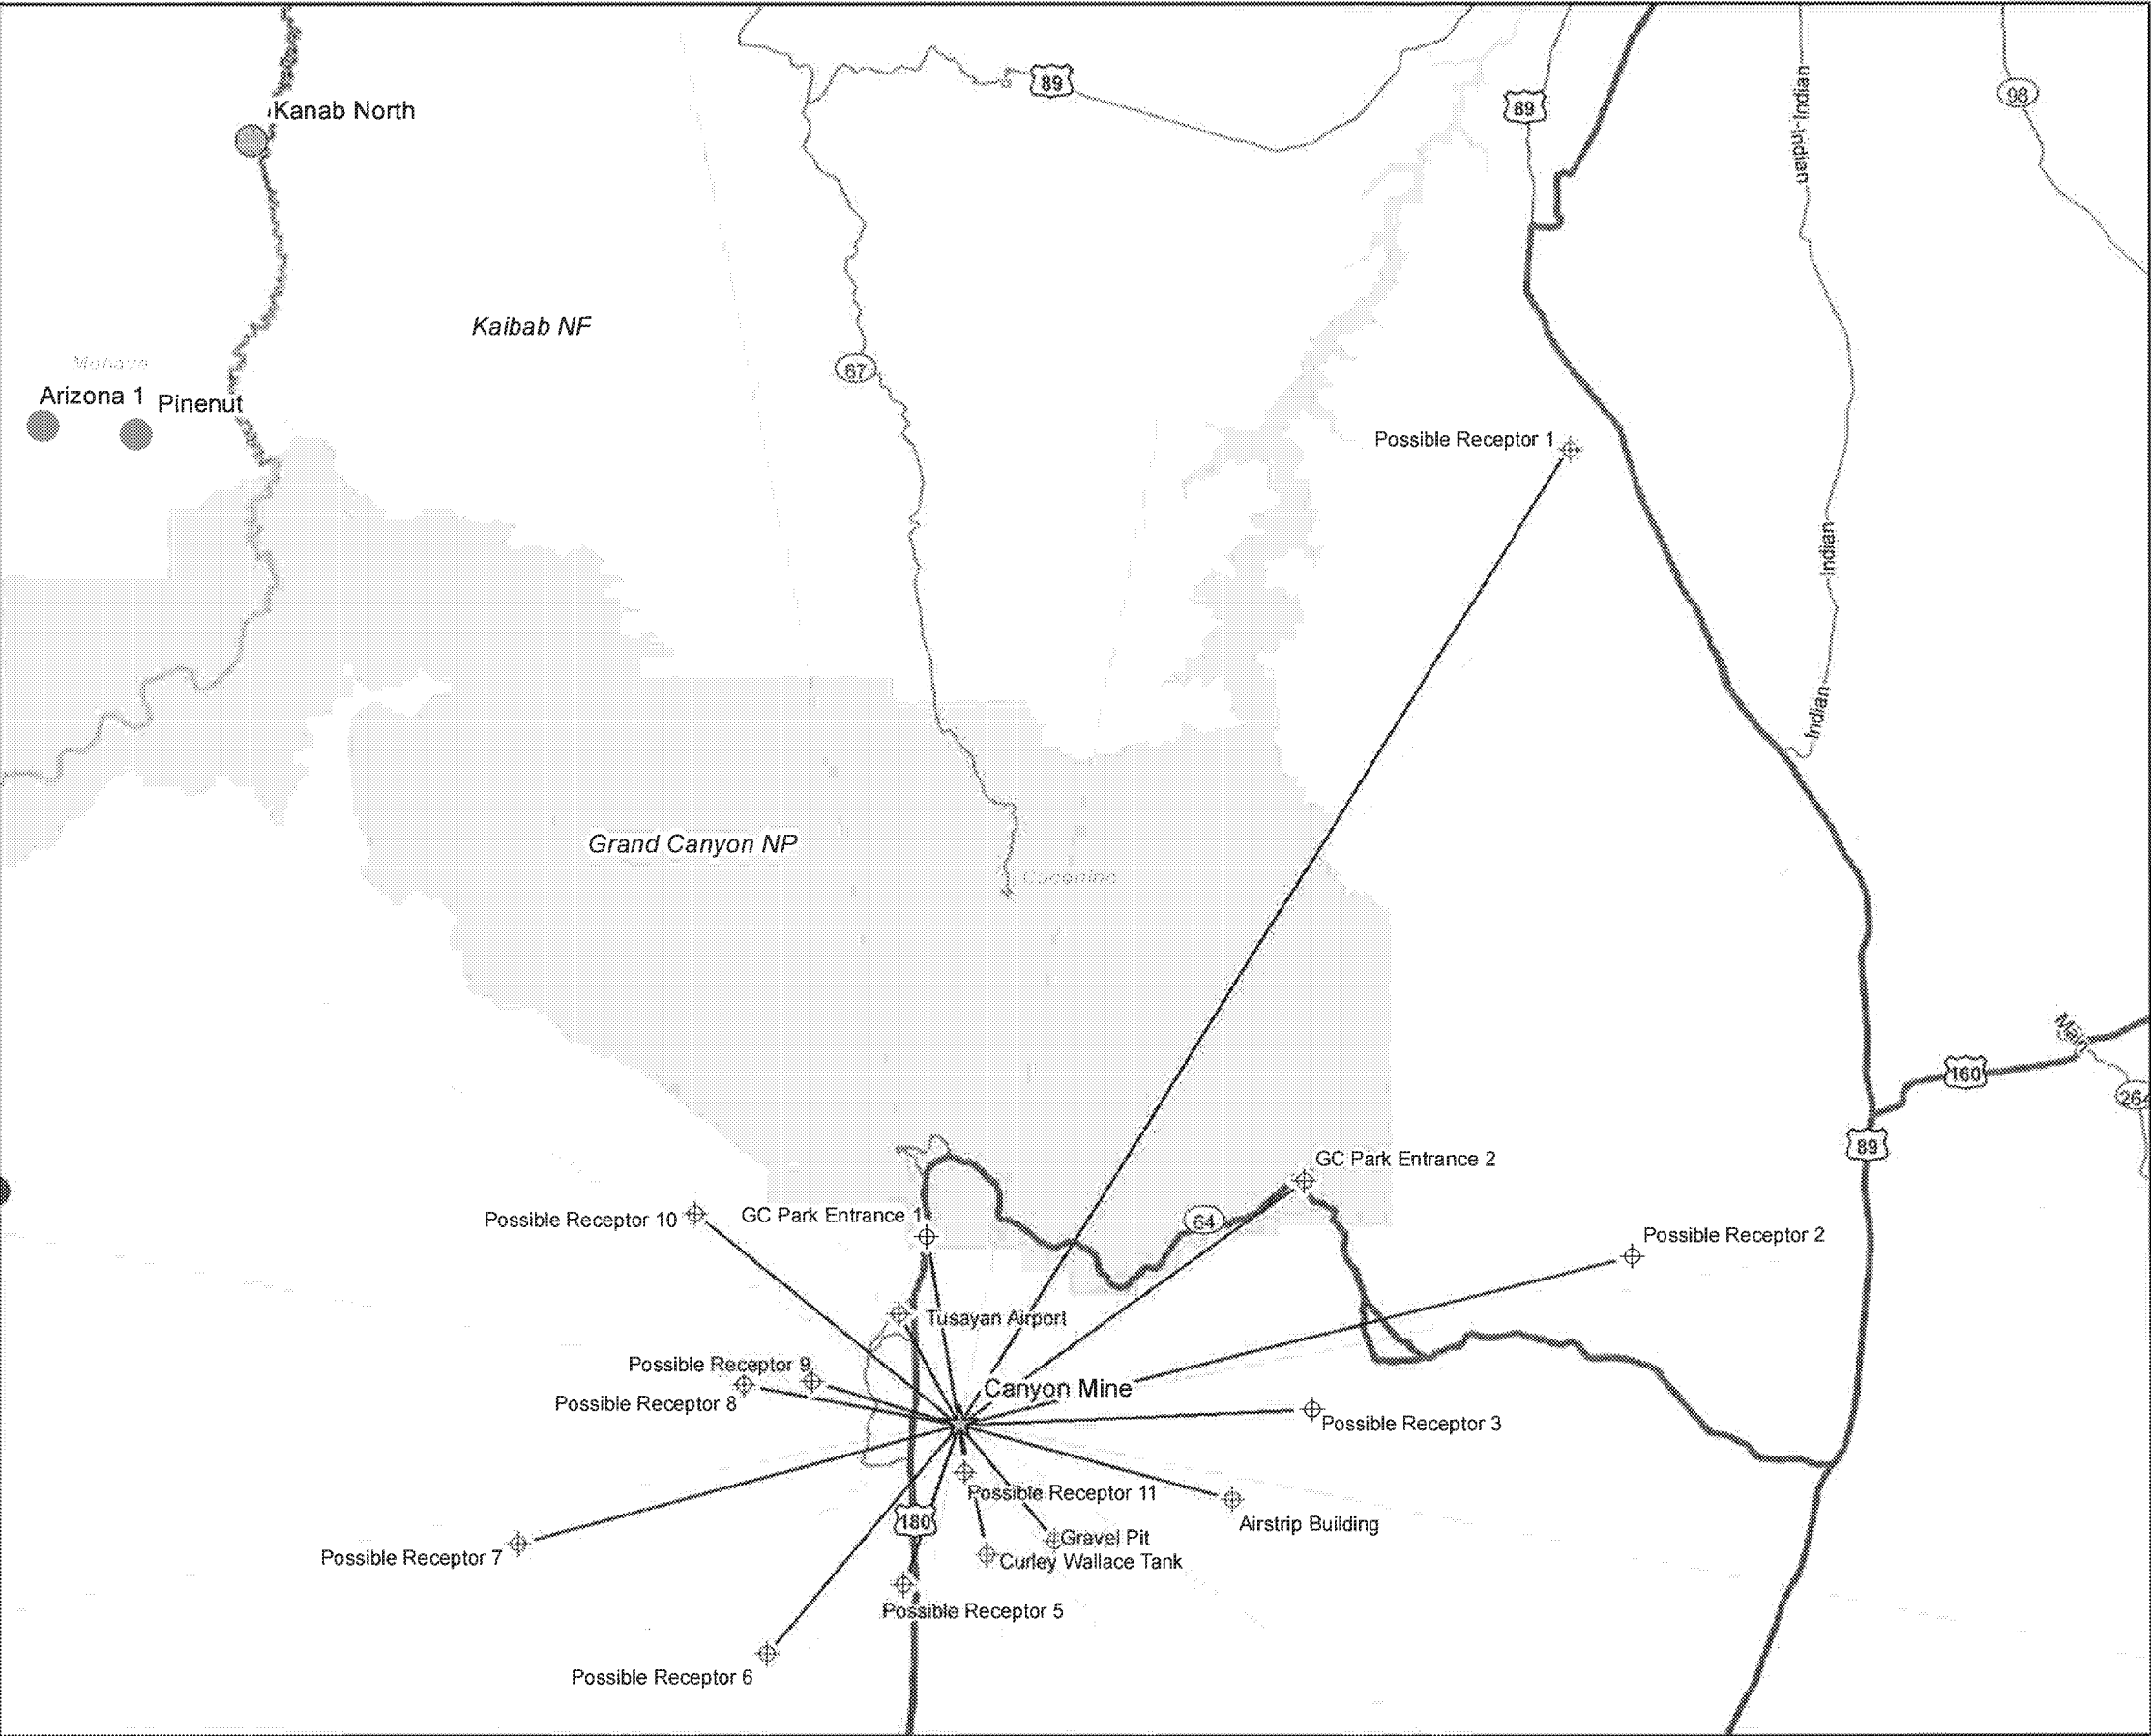 Kanab North
89
89
98
Indian-Indian
Kaibab NF
Mohave
67
Arizona 1
Pinenut
Possible Receptor 1
Indian
Indian
Grand Canyon NP
Coconino
Main
160
264
89
GC Park Entrance 2
Possible Receptor 10
GC Park Entrance 1
64
Possible Receptor 2
Tusayan Airport
Possible Receptor 9
Canyon Mine
Possible Receptor 8
Possible Receptor 3
Possible Receptor 11
180
Airstrip Building
Gravel Pit
Possible Receptor 7
Curley Wallace Tank
Possible Receptor 5
Possible Receptor 6